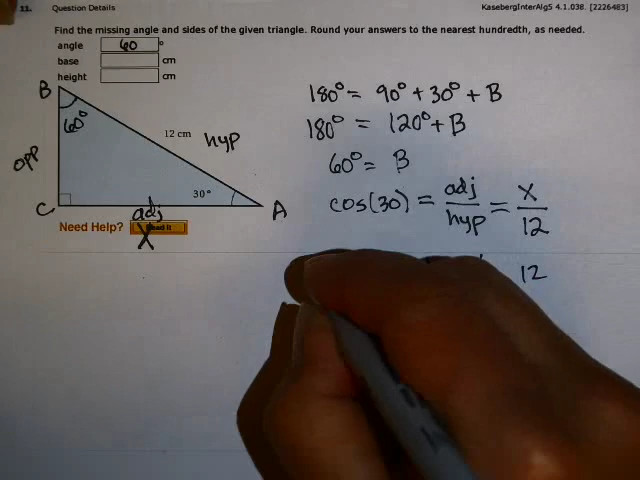 11. Question Details KasebergInterAlg5 4.1.038. [2226483]
Find the missing angle and sides of the given triangle. Round your answers to the nearest hundredth, as needed.
angle 60 °
base cm
height cm
B
60°
12 cm
hyp
opp
30°
C
adj
A
Need Help? Read It
X
180° = 90° + 30° + B
180° = 120° + B
60° = B
cos(30) = adj/hyp = X/12
12